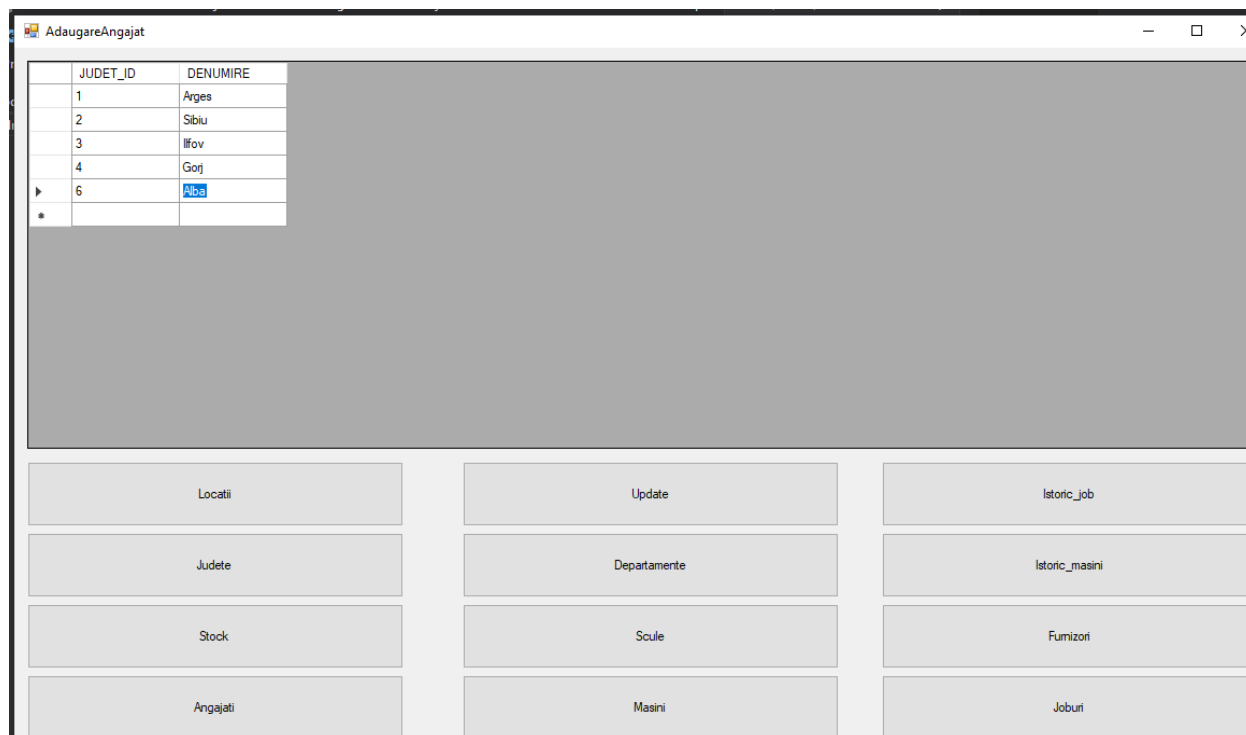 AdaugareAngajat
JUDET_ID DENUMIRE
1 Arges
2 Sibiu
3 Ilfov
4 Gorj
6 Alba
Locatii Update Istoric_job
Judete Departamente Istoric_masini
Stock Scule Furnizori
Angajati Masini Joburi